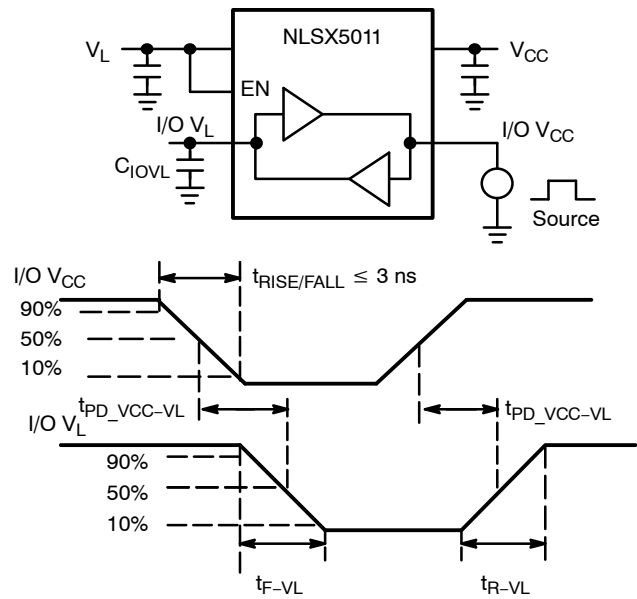 NLSX5011
V_L
V_CC
EN
I/O V_L
I/O V_CC
C_IOVL
Source
I/O V_CC
t_RISE/FALL ≤ 3 ns
90%
50%
10%
t_PD_VCC–VL
t_PD_VCC–VL
I/O V_L
90%
50%
10%
t_F–VL
t_R–VL